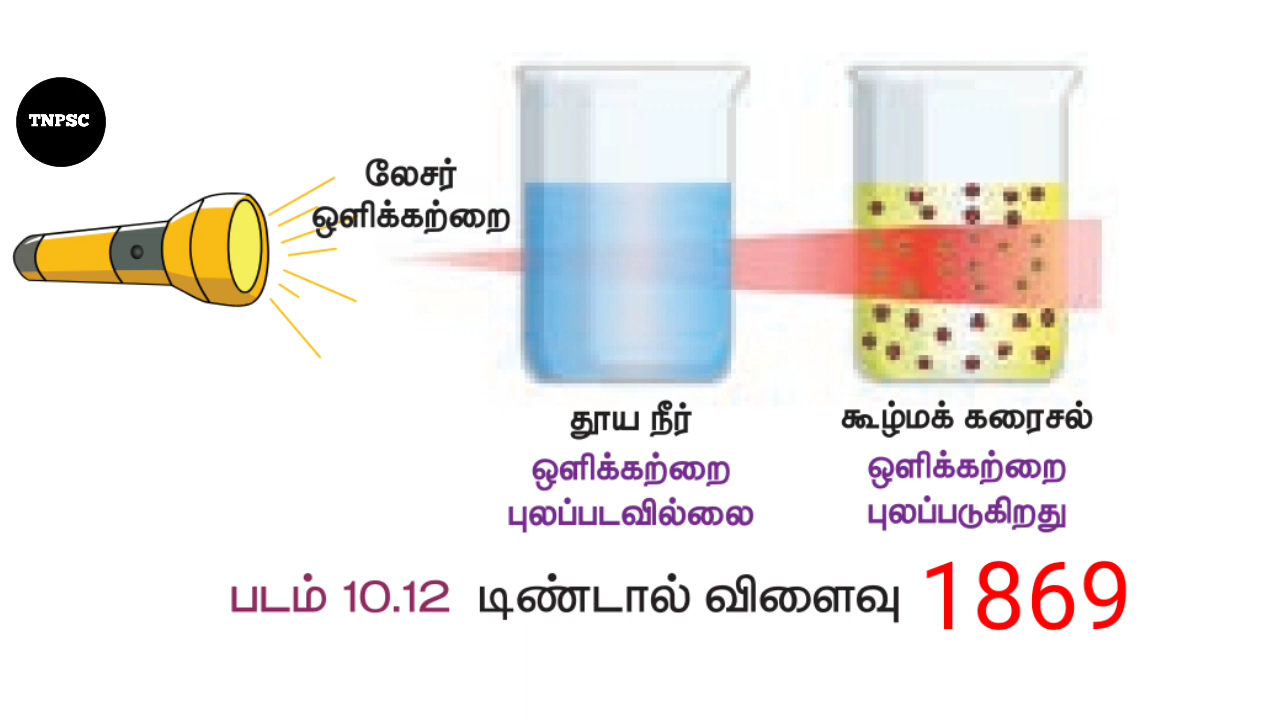 TNPSC
லேசர்
ஒளிக்கற்றை
தூய நீர்
ஒளிக்கற்றை
புலப்படவில்லை
கூழ்மக் கரைசல்
ஒளிக்கற்றை
புலப்படுகிறது
படம் 10.12 டிண்டால் விளைவு 1869